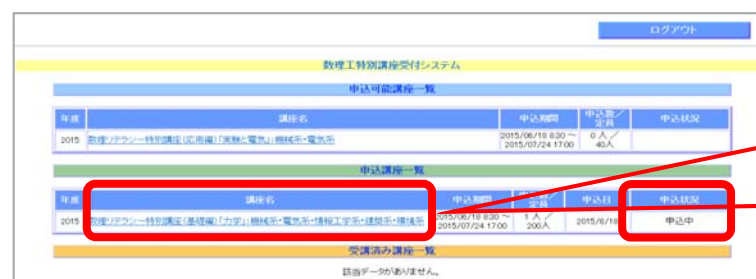 ログアウト
数理工特別講座受付システム
申込可能講座一覧
年度 講座名 申込期間 申込数/定員 申込状況
2015 数理リテラシー特別講座(応用編)「実験と電気」:機械系・電気系 2015/06/18 8:30 ~ 2015/07/24 17:00 0人/40人
申込講座一覧
年度 講座名 申込期間 定員 申込日 申込状況
2015 数理リテラシー特別講座(基礎編)「力学」:機械系・電気系・情報工学系・建築系・環境系 2015/06/18 8:30 ~ 2015/07/24 17:00 1人/200人 2015/6/18 申込中
受講済み講座一覧
該当データがありません。